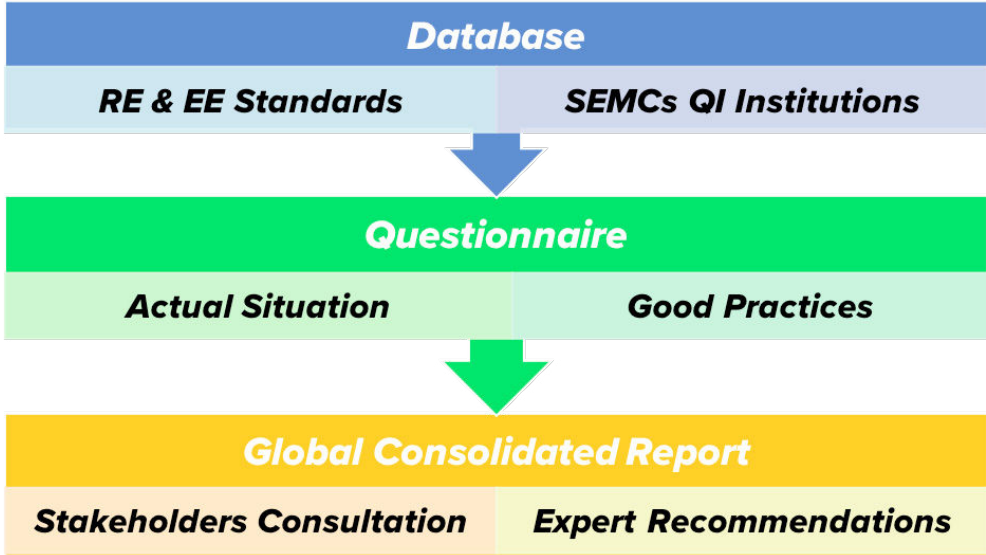 Database
RE & EE Standards
SEMCs QI Institutions
Questionnaire
Actual Situation
Good Practices
Global Consolidated Report
Stakeholders Consultation
Expert Recommendations